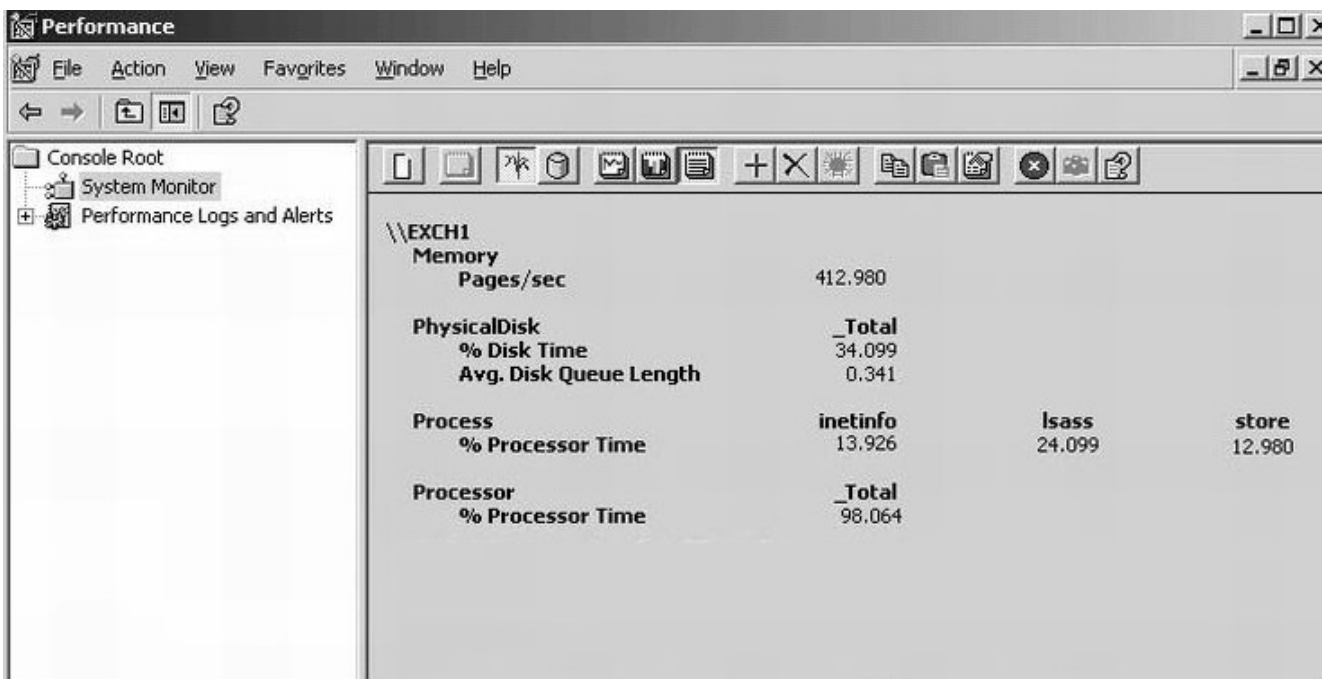 Performance
File Action View Favorites Window Help
Console Root
System Monitor
Performance Logs and Alerts
\\EXCH1
Memory
Pages/sec 412.980
PhysicalDisk _Total
% Disk Time 34.099
Avg. Disk Queue Length 0.341
Process inetinfo lsass store
% Processor Time 13.926 24.099 12.980
Processor _Total
% Processor Time 98.064